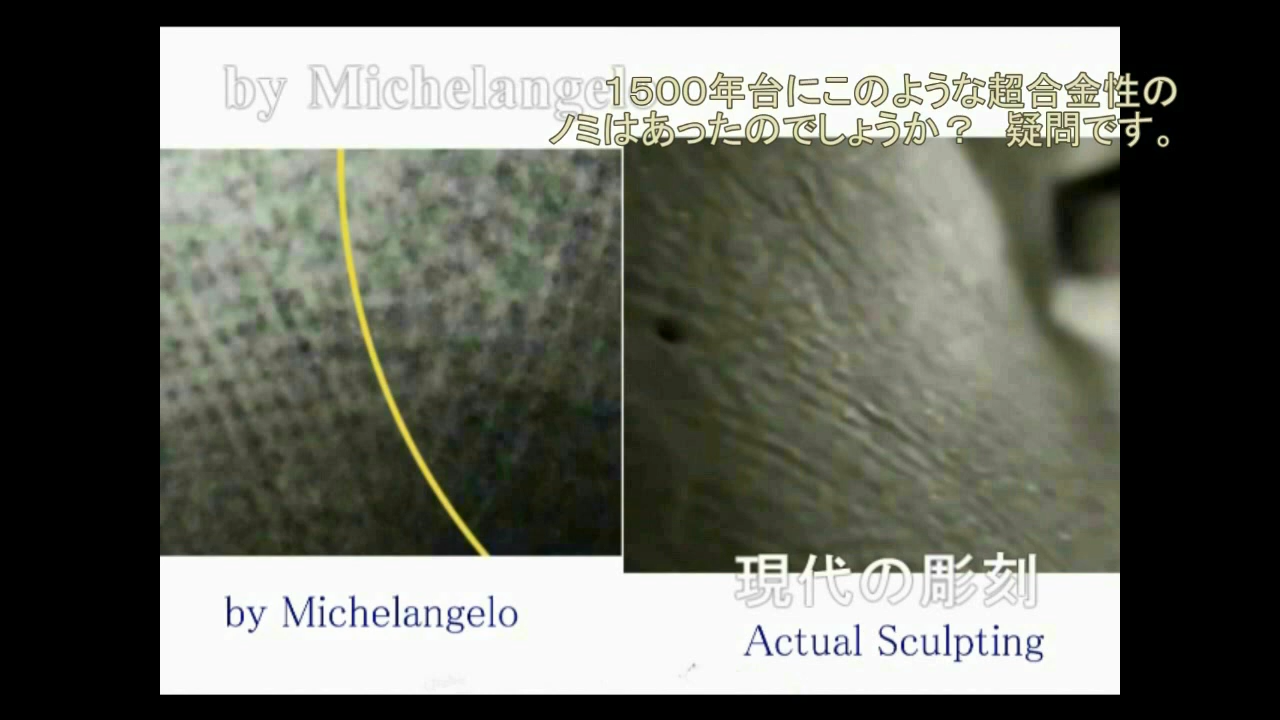 by Michelangelo
1500年台にこのような超合金性の
ノミはあったのでしょうか？　疑問です。
by Michelangelo
現代の彫刻
Actual Sculpting